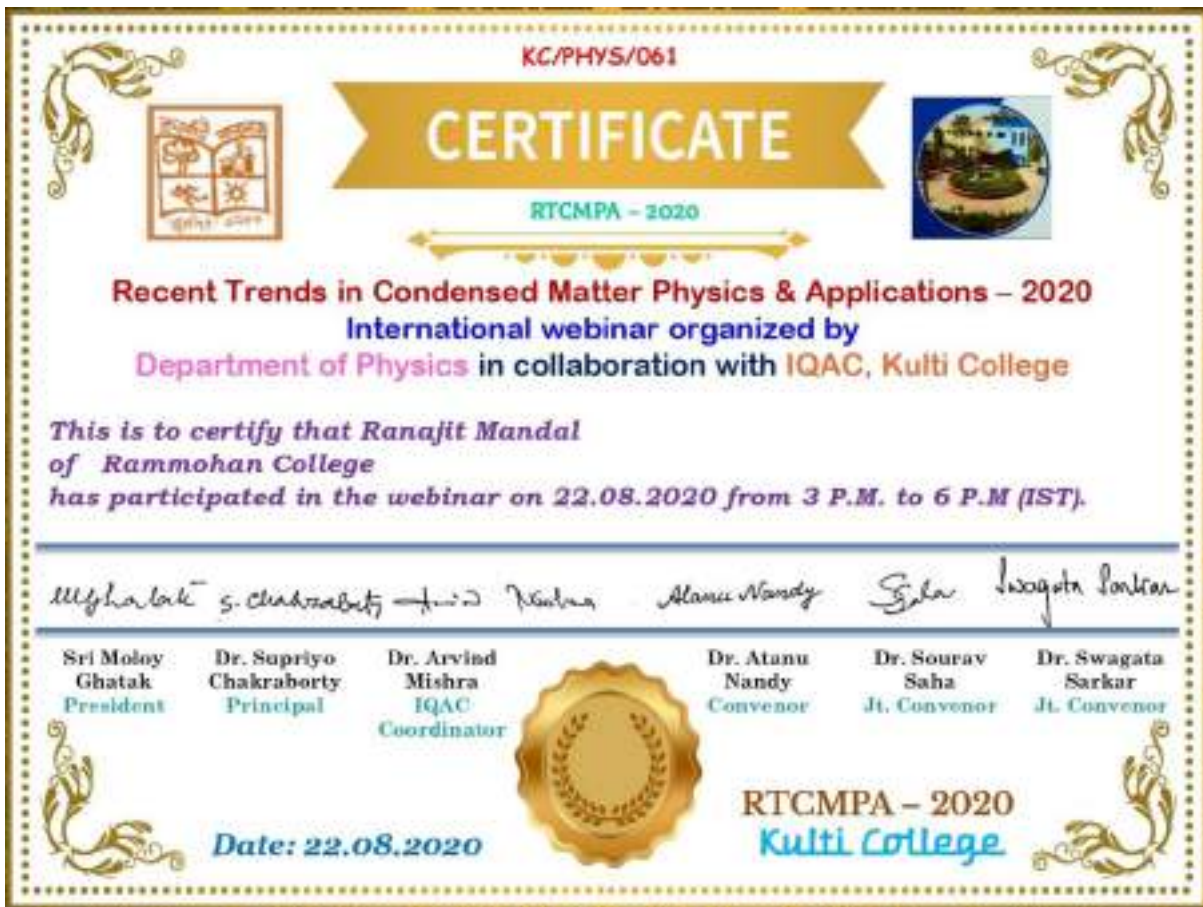 KC/PHYS/061
CERTIFICATE
RTCMPA – 2020
Recent Trends in Condensed Matter Physics & Applications – 2020
International webinar organized by
Department of Physics in collaboration with IQAC, Kulti College
This is to certify that Ranajit Mandal
of Rammohan College
has participated in the webinar on 22.08.2020 from 3 P.M. to 6 P.M (IST).
S. Chakraborty Atanu Nandy SSaha Swagata Sarkar
Sri Moloy Ghatak President
Dr. Supriyo Chakraborty Principal
Dr. Arvind Mishra IQAC Coordinator
Dr. Atanu Nandy Convenor
Dr. Sourav Saha Jt. Convenor
Dr. Swagata Sarkar Jt. Convenor
RTCMPA – 2020
Date: 22.08.2020 Kulti College